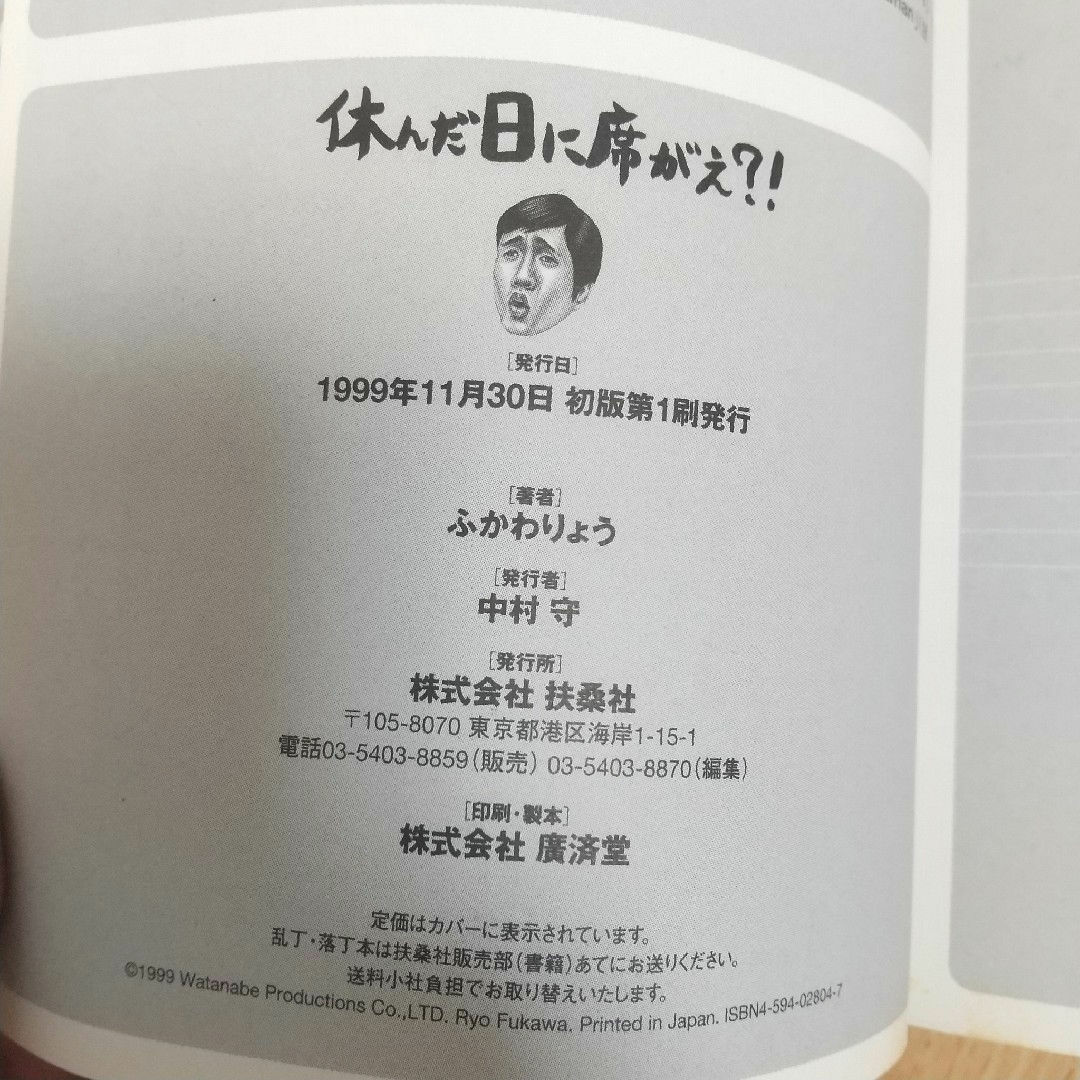 休んだ日に席がえ?!
[発行日]
1999年11月30日 初版第1刷発行
[著者]
ふかわりょう
[発行者]
中村 守
[発行所]
株式会社 扶桑社
〒105-8070 東京都港区海岸1-15-1
電話03-5403-8859(販売) 03-5403-8870(編集)
[印刷・製本]
株式会社 廣済堂
定価はカバーに表示されています。
乱丁・落丁本は扶桑社販売部(書籍)あてにお送りください。
送料小社負担でお取り替えいたします。
©1999 Watanabe Productions Co.,LTD. Ryo Fukawa. Printed in Japan. ISBN4-594-02804-7